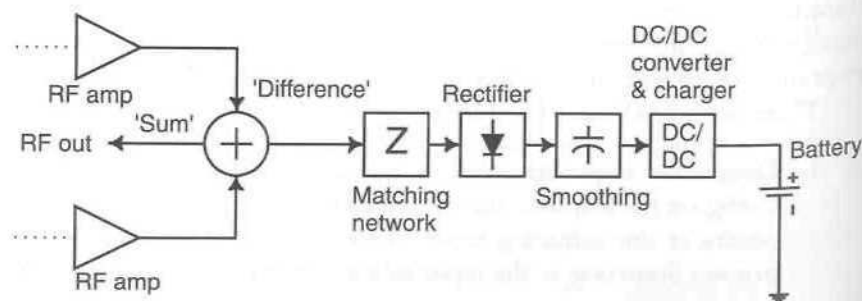 RF amp
'Sum'
RF out
'Difference'
RF amp
Z
Matching
network
Rectifier
Smoothing
DC/DC
converter
& charger
DC/
DC
Battery
+
-